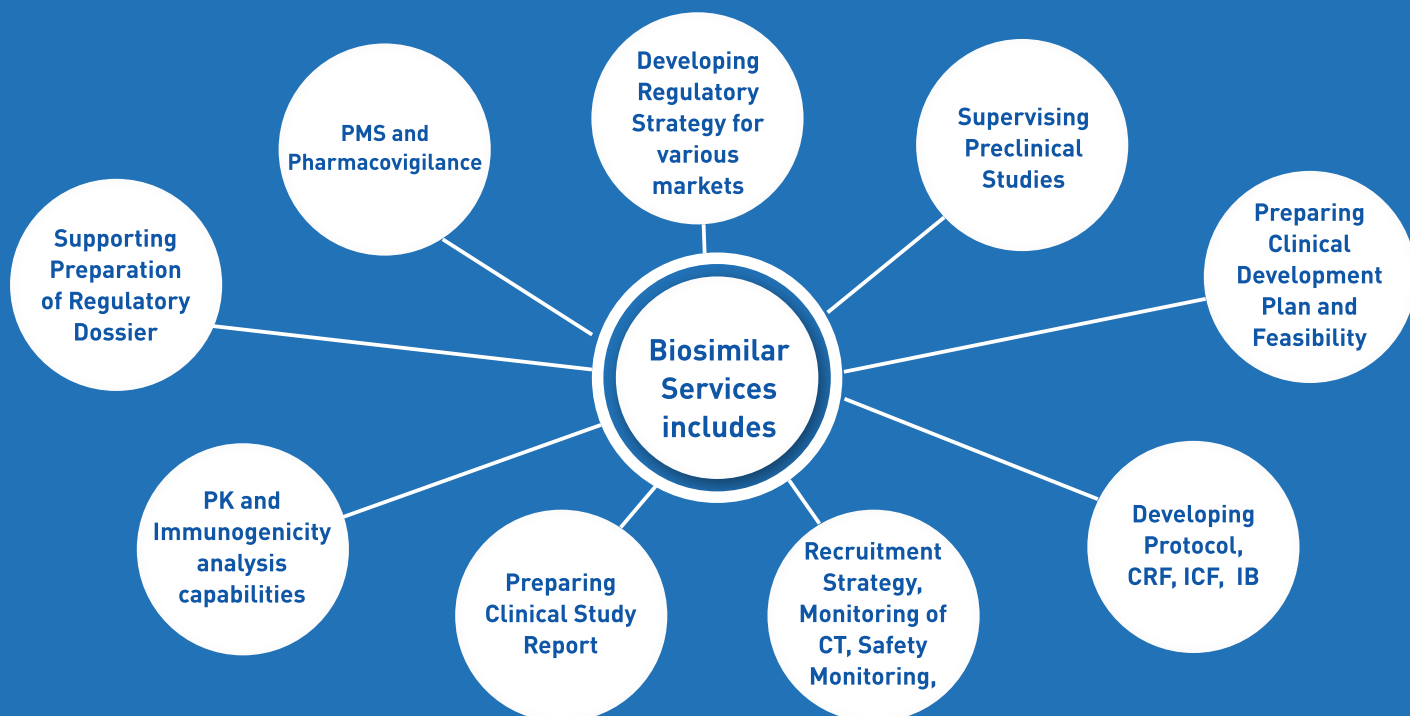 Developing
Regulatory
Strategy for
various
markets
PMS and
Pharmacovigilance
Supervising
Preclinical
Studies
Supporting
Preparation
of Regulatory
Dossier
Preparing
Clinical
Development
Plan and
Feasibility
Biosimilar
Services
includes
PK and
Immunogenicity
analysis
capabilities
Preparing
Clinical Study
Report
Recruitment
Strategy,
Monitoring of
CT, Safety
Monitoring,
Developing
Protocol,
CRF, ICF, IB